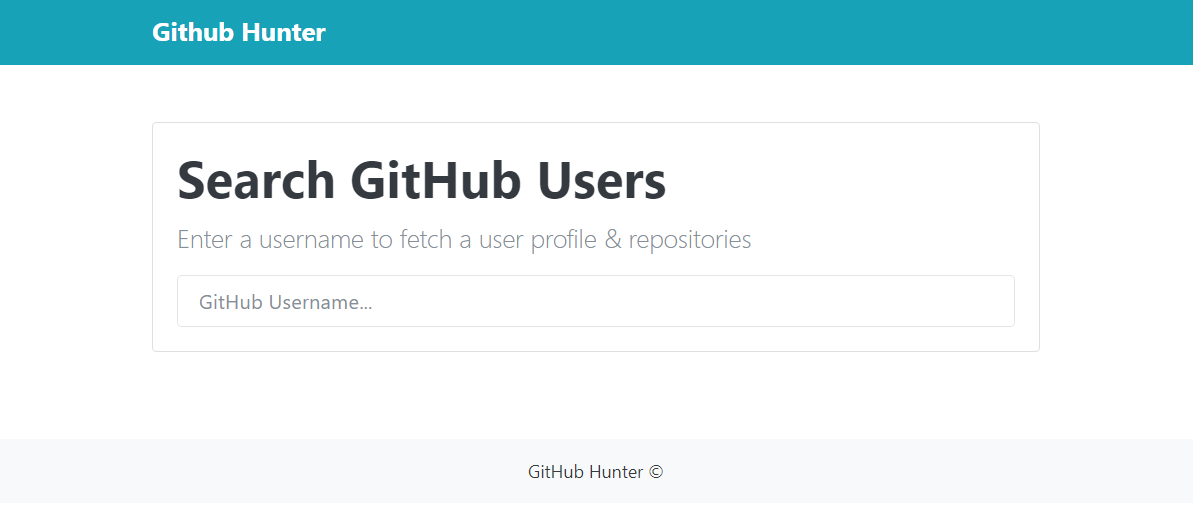 Github Hunter
Search GitHub Users
Enter a username to fetch a user profile & repositories
GitHub Username...
GitHub Hunter ©